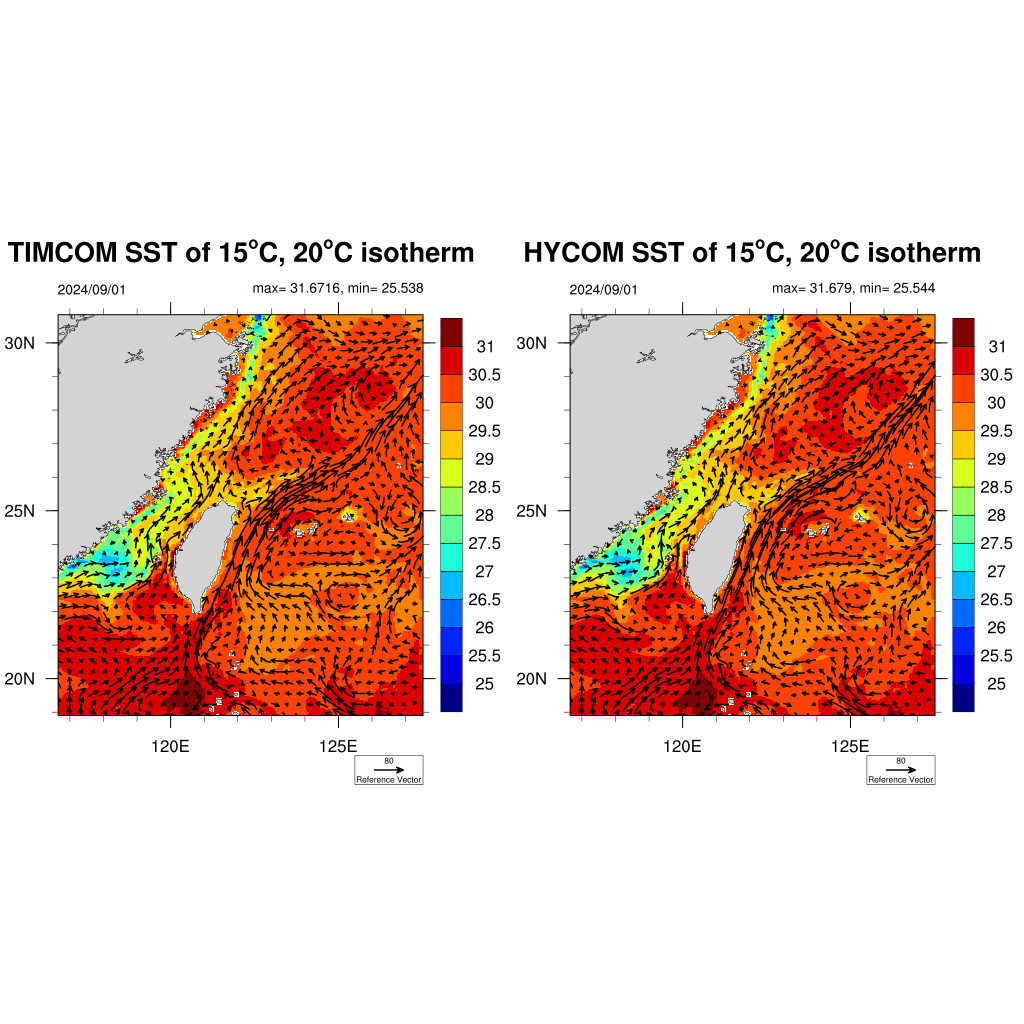 TIMCOM SST of 15°C, 20°C isotherm
2024/09/01
max= 31.6716, min= 25.538
30N
25N
20N
120E
125E
31
30.5
30
29.5
29
28.5
28
27.5
27
26.5
26
25.5
25
80
Reference Vector
HYCOM SST of 15°C, 20°C isotherm
2024/09/01
max= 31.679, min= 25.544
30N
25N
20N
120E
125E
31
30.5
30
29.5
29
28.5
28
27.5
27
26.5
26
25.5
25
80
Reference Vector